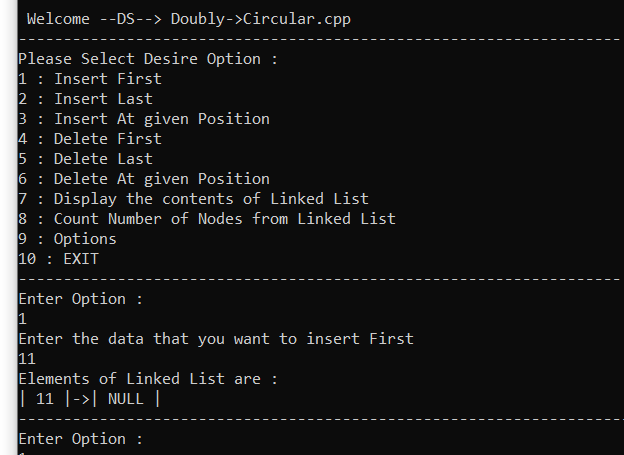 Welcome --DS--> Doubly->Circular.cpp
-------------------------------------------------------------------
Please Select Desire Option :
1 : Insert First
2 : Insert Last
3 : Insert At given Position
4 : Delete First
5 : Delete Last
6 : Delete At given Position
7 : Display the contents of Linked List
8 : Count Number of Nodes from Linked List
9 : Options
10 : EXIT
-------------------------------------------------------------------
Enter Option :
1
Enter the data that you want to insert First
11
Elements of Linked List are :
| 11 |->| NULL |
-------------------------------------------------------------------
Enter Option :